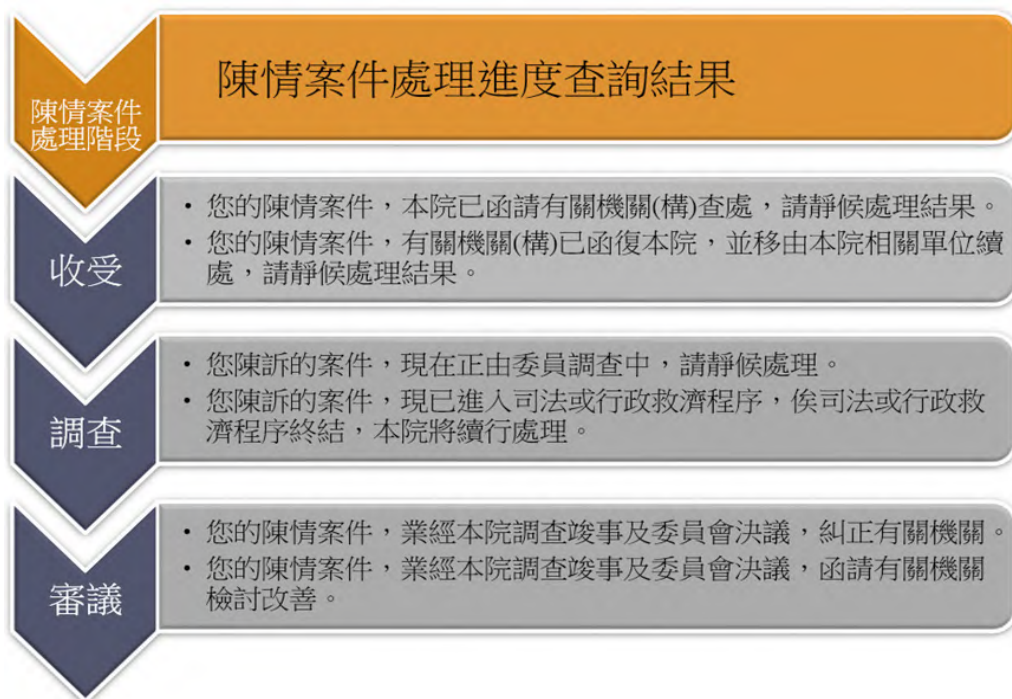 陳情案件
處理階段
陳情案件處理進度查詢結果
收受
• 您的陳情案件，本院已函請有關機關(構)查處，請靜候處理結果。
• 您的陳情案件，有關機關(構)已函復本院，並移由本院相關單位續
處，請靜候處理結果。
調查
• 您陳訴的案件，現在正由委員調查中，請靜候處理。
• 您陳訴的案件，現已進入司法或行政救濟程序，俟司法或行政救
濟程序終結，本院將續行處理。
審議
• 您的陳情案件，業經本院調查竣事及委員會決議，糾正有關機關。
• 您的陳情案件，業經本院調查竣事及委員會決議，函請有關機關
檢討改善。